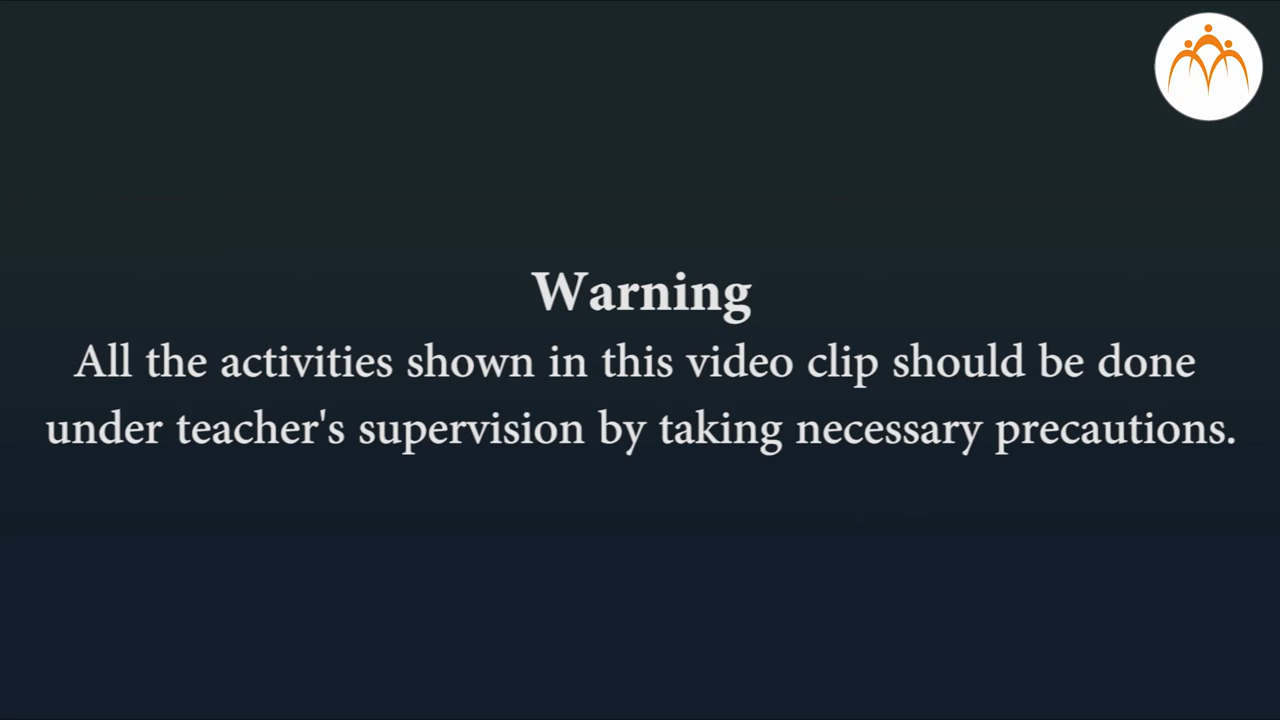 Warning
All the activities shown in this video clip should be done
under teacher's supervision by taking necessary precautions.